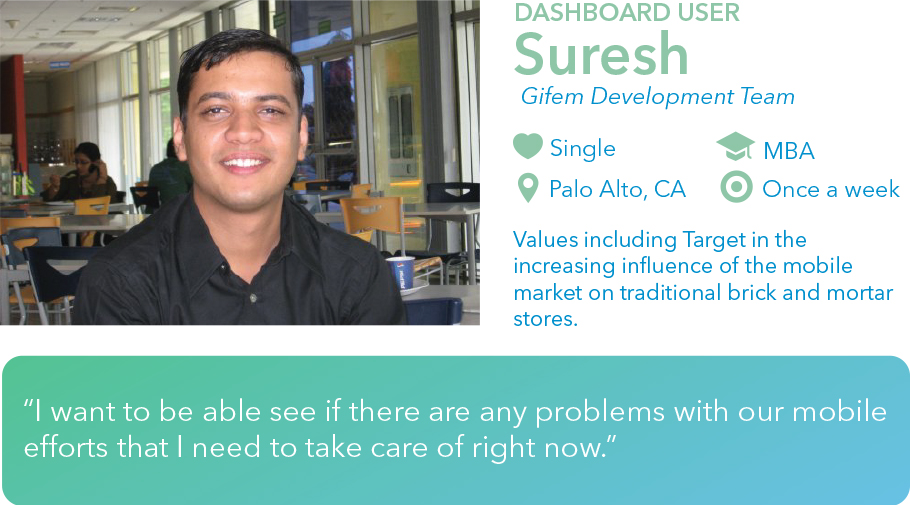 DASHBOARD USER
Suresh
Gifem Development Team
Single
MBA
Palo Alto, CA
Once a week
Values including Target in the
increasing influence of the mobile
market on traditional brick and mortar
stores.
“I want to be able see if there are any problems with our mobile
efforts that I need to take care of right now.”